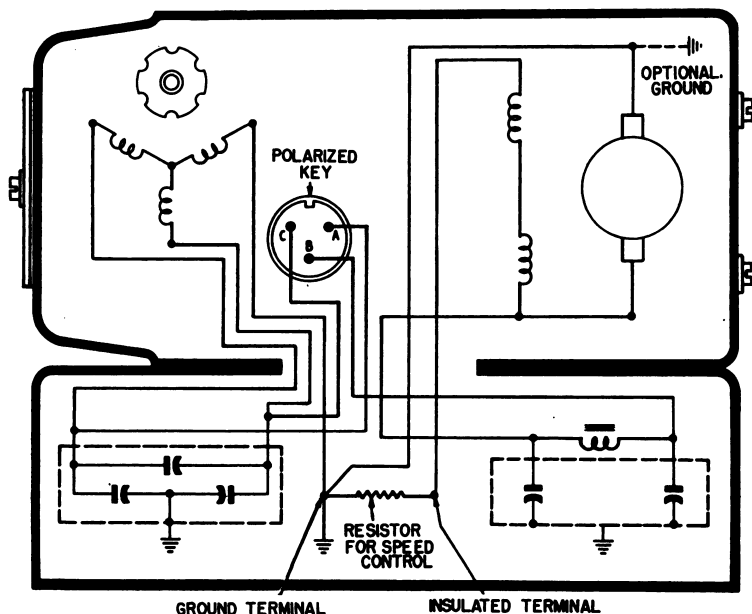 OPTIONAL.
GROUND
POLARIZED
KEY
C
A
B
RESISTOR
FOR SPEED
CONTROL
GROUND TERMINAL
INSULATED TERMINAL